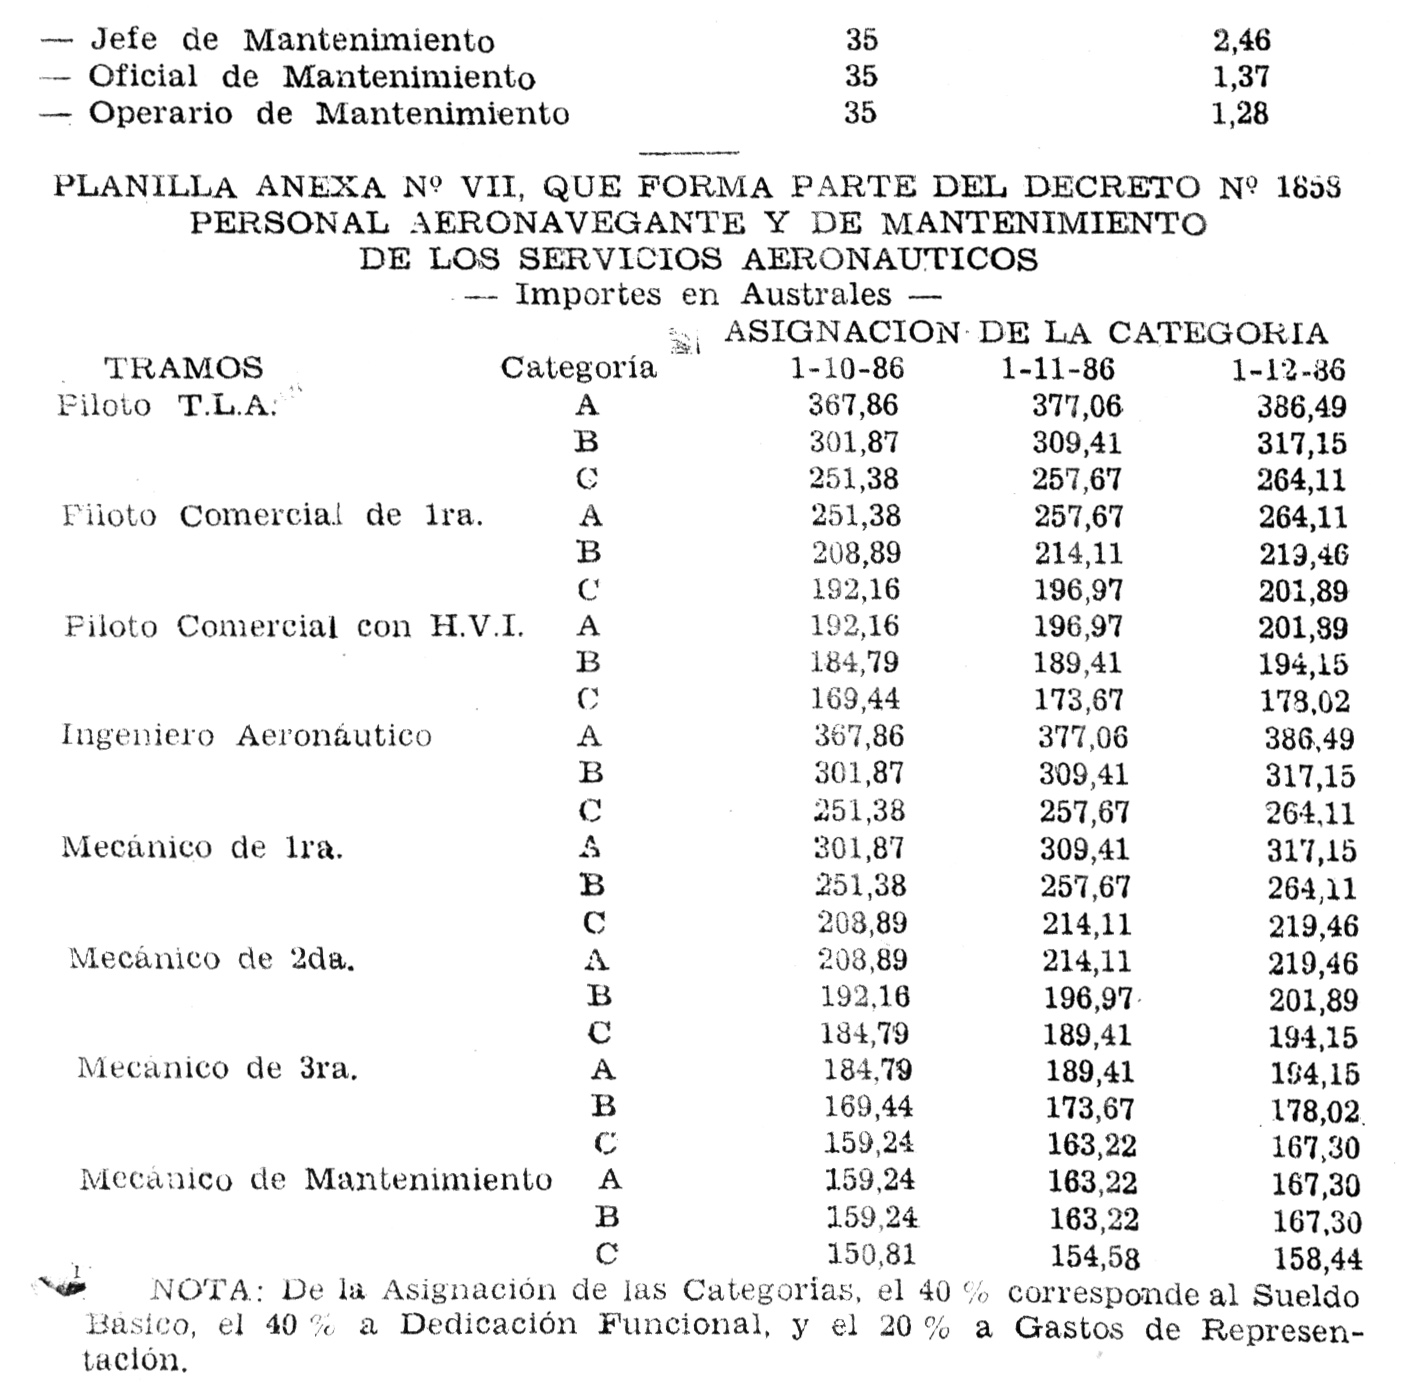 — Jefe de Mantenimiento 35 2,46
— Oficial de Mantenimiento 35 1,37
— Operario de Mantenimiento 35 1,28
PLANILLA ANEXA Nº VII, QUE FORMA PARTE DEL DECRETO Nº 1858
PERSONAL AERONAVEGANTE Y DE MANTENIMIENTO
DE LOS SERVICIOS AERONAUTICOS
— Importes en Australes —
ASIGNACION DE LA CATEGORIA
TRAMOS Categoría 1-10-86 1-11-86 1-12-86
Piloto T.L.A. A 367,86 377,06 386,49
B 301,87 309,41 317,15
C 251,38 257,67 264,11
Piloto Comercial de 1ra. A 251,38 257,67 264,11
B 208,89 214,11 219,46
C 192,16 196,97 201,89
Piloto Comercial con H.V.I. A 192,16 196,97 201,89
B 184,79 189,41 194,15
C 169,44 173,67 178,02
Ingeniero Aeronáutico A 367,86 377,06 386,49
B 301,87 309,41 317,15
C 251,38 257,67 264,11
Mecánico de 1ra. A 301,87 309,41 317,15
B 251,38 257,67 264,11
C 208,89 214,11 219,46
Mecánico de 2da. A 208,89 214,11 219,46
B 192,16 196,97 201,89
C 184,79 189,41 194,15
Mecánico de 3ra. A 184,79 189,41 194,15
B 169,44 173,67 178,02
C 159,24 163,22 167,30
Mecánico de Mantenimiento A 159,24 163,22 167,30
B 159,24 163,22 167,30
C 150,81 154,58 158,44
NOTA: De la Asignación de las Categorías, el 40 % corresponde al Sueldo
Básico, el 40 % a Dedicación Funcional, y el 20 % a Gastos de Represen-
tación.